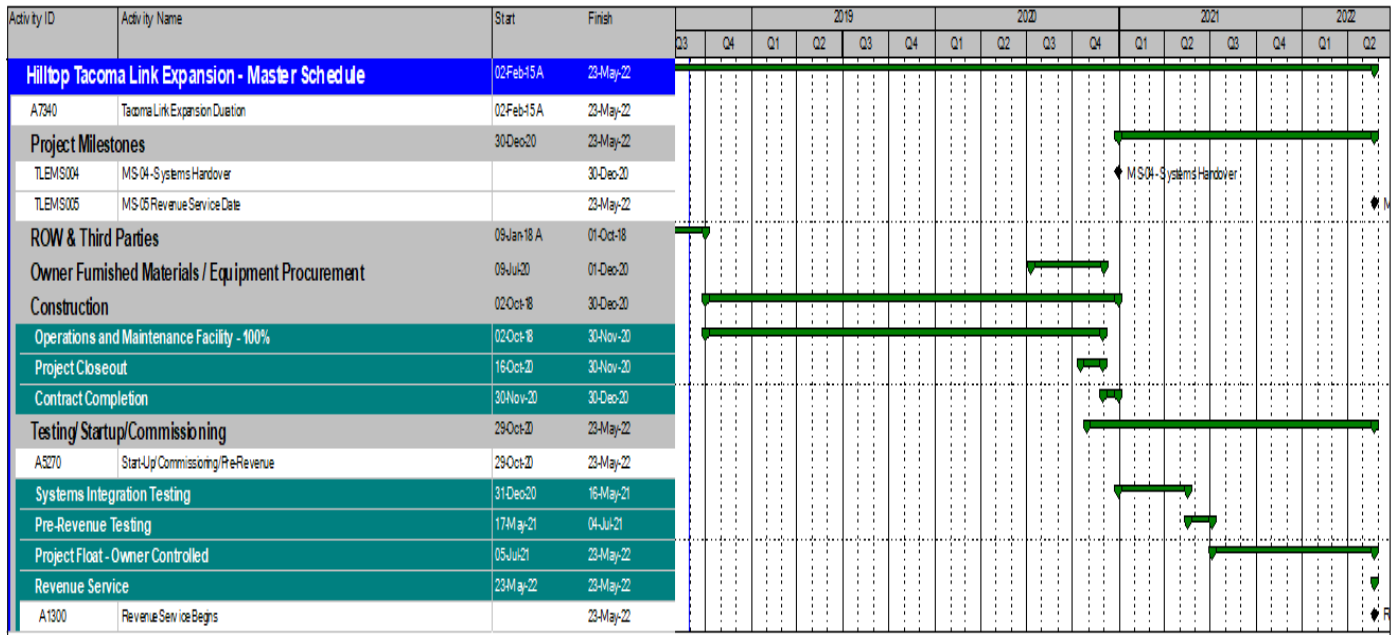 Activity ID Activity Name Start Finish 2019 2020 2021 2022
Q3 Q4 Q1 Q2 Q3 Q4 Q1 Q2 Q3 Q4 Q1 Q2 Q3 Q4 Q1 Q2
Hilltop Tacoma Link Expansion - Master Schedule 02-Feb-15 A 23-May-22
A7340 Tacoma Link Expansion Duration 02-Feb-15 A 23-May-22
Project Milestones 30-Dec-20 23-May-22
TLEMS004 MS-04 - Systems Handover 30-Dec-20 MS-04 - Systems Handover
TLEMS005 MS-05 Revenue Service Date 23-May-22 M
ROW & Third Parties 09-Jan-18 A 01-Oct-18
Owner Furnished Materials / Equipment Procurement 09-Jul-20 01-Dec-20
Construction 02-Oct-18 30-Dec-20
Operations and Maintenance Facility - 100% 02-Oct-18 30-Nov-20
Project Closeout 16-Oct-20 30-Nov-20
Contract Completion 30-Nov-20 30-Dec-20
Testing/Startup/Commissioning 29-Oct-20 23-May-22
A5270 Start-Up/Commissioning/Pre-Revenue 29-Oct-20 23-May-22
Systems Integration Testing 31-Dec-20 16-May-21
Pre-Revenue Testing 17-May-21 04-Jul-21
Project Float - Owner Controlled 05-Jul-21 23-May-22
Revenue Service 23-May-22 23-May-22
A1300 Revenue Service Begins 23-May-22 R